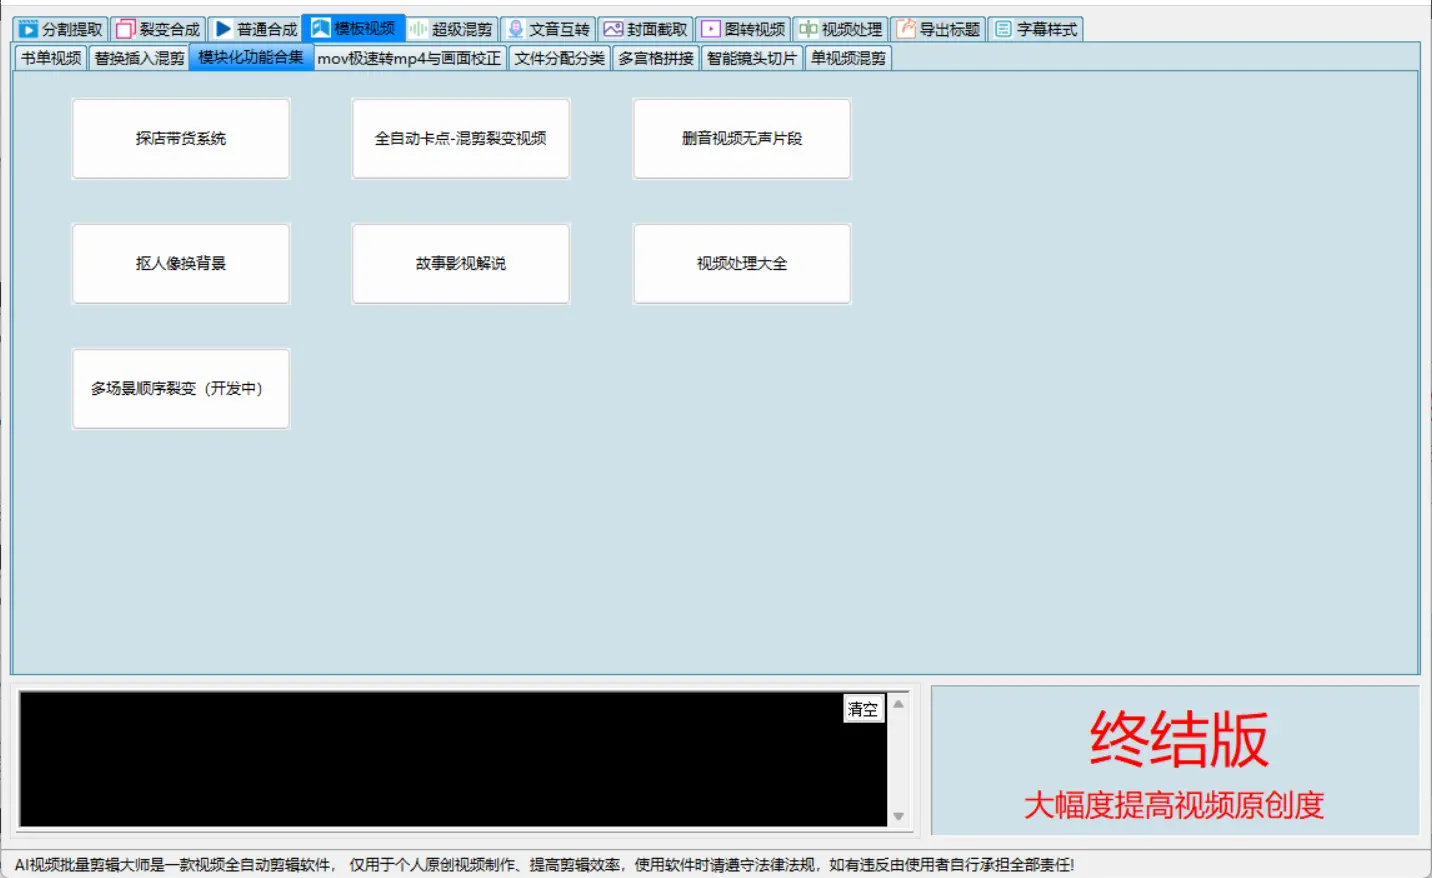 分割提取 裂变合成 普通合成 模板视频 超级混剪 文音互转 封面截取 图转视频 视频处理 导出标题 字幕样式
书单视频 替换插入混剪 模块化功能合集 mov极速转mp4与画面校正 文件分配分类 多宫格拼接 智能镜头切片 单视频混剪
探店带货系统 全自动卡点-混剪裂变视频 删音视频无声片段
抠人像换背景 故事影视解说 视频处理大全
多场景顺序裂变（开发中）
清空
终结版
大幅度提高视频原创度
AI视频批量剪辑大师是一款视频全自动剪辑软件， 仅用于个人原创视频制作、提高剪辑效率，使用软件时请遵守法律法规，如有违反由使用者自行承担全部责任!